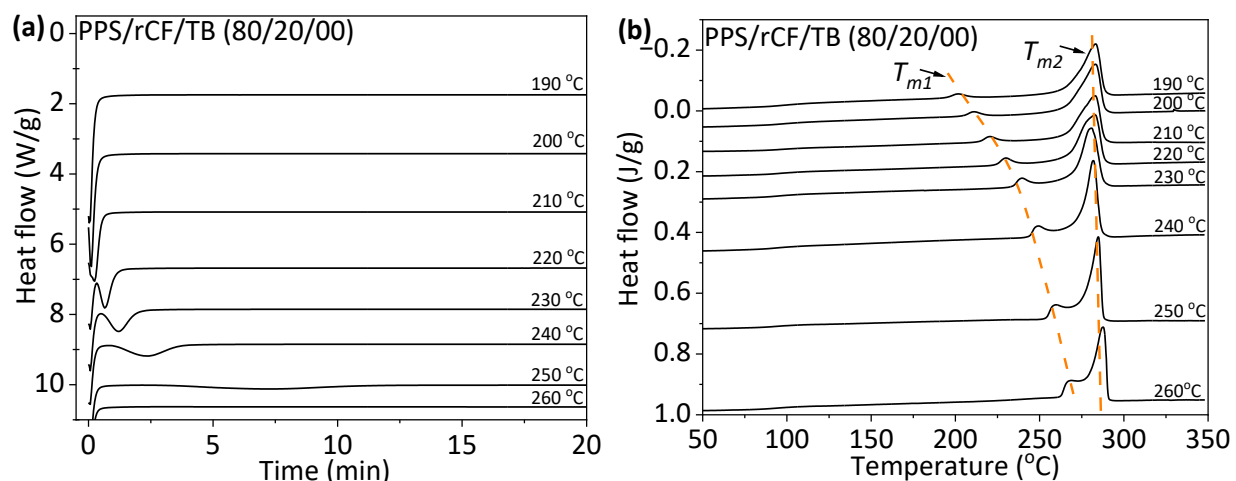 (a)
PPS/rCF/TB (80/20/00)
Heat flow (W/g)
0
2
4
6
8
10
190 °C
200 °C
210 °C
220 °C
230 °C
240 °C
250 °C
260 °C
0
5
10
15
20
Time (min)
(b)
PPS/rCF/TB (80/20/00)
Heat flow (J/g)
−0.2
0.0
0.2
0.4
0.6
0.8
1.0
Tm1
Tm2
190 °C
200 °C
210 °C
220 °C
230 °C
240 °C
250 °C
260°C
50
100
150
200
250
300
350
Temperature (°C)